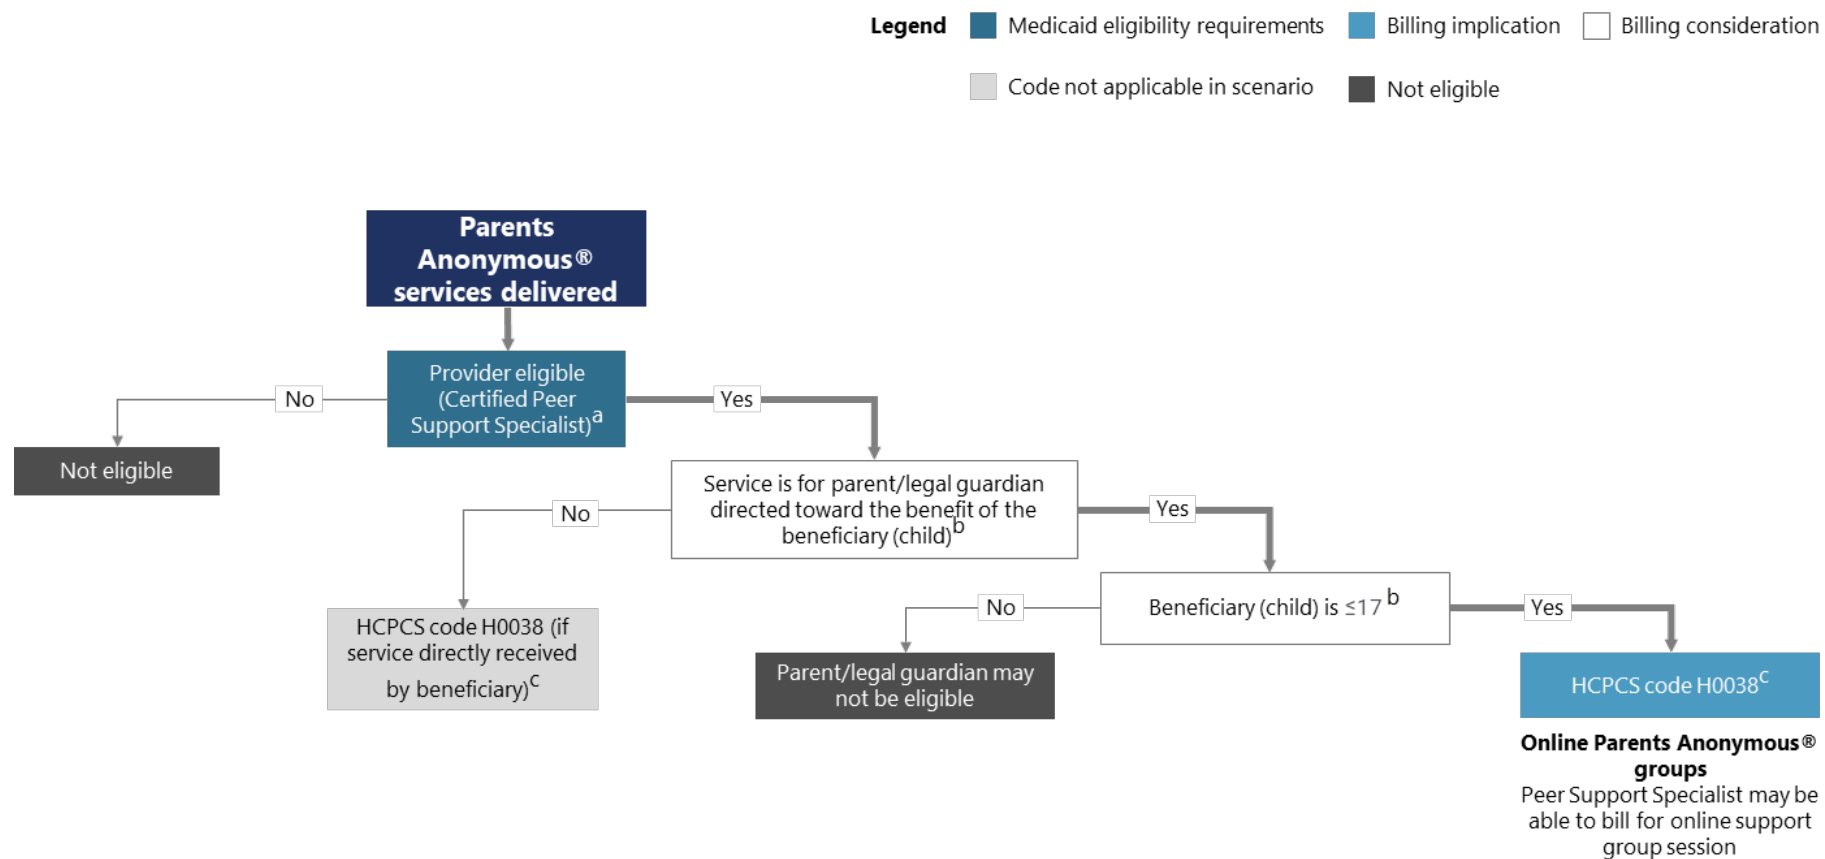 Legend
Medicaid eligibility requirements
Billing implication
Billing consideration
Code not applicable in scenario
Not eligible
Parents
Anonymous®
services delivered
Provider eligible
(Certified Peer
Support Specialist)a
No
Yes
Not eligible
Service is for parent/legal guardian
directed toward the benefit of the
beneficiary (child)b
No
Yes
HCPCS code H0038 (if
service directly received
by beneficiary)c
Beneficiary (child) is ≤17 b
No
Yes
Parent/legal guardian may
not be eligible
HCPCS code H0038c
Online Parents Anonymous®
groups
Peer Support Specialist may be
able to bill for online support
group session